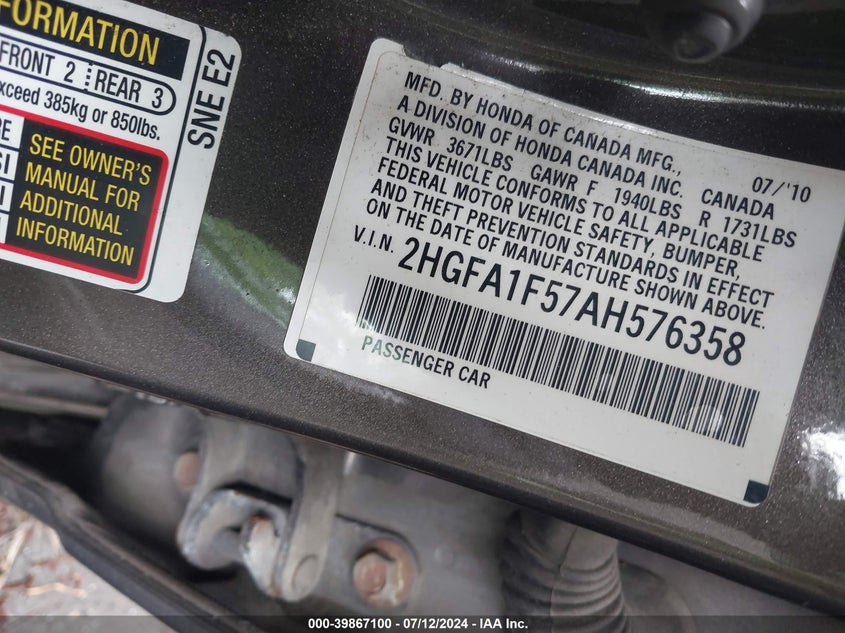 FORMATION
FRONT 2 REAR 3
xceed 385kg or 850lbs.
SEE OWNER'S
MANUAL FOR
ADDITIONAL
INFORMATION
SNE E2
MFD. BY HONDA OF CANADA MFG.,
A DIVISION OF HONDA CANADA INC. CANADA 07/'10
GVWR 3671LBS GAWR F 1940LBS R 1731LBS
THIS VEHICLE CONFORMS TO ALL APPLICABLE
FEDERAL MOTOR VEHICLE SAFETY, BUMPER,
AND THEFT PREVENTION STANDARDS IN EFFECT
ON THE DATE OF MANUFACTURE SHOWN ABOVE.
V.I.N. 2HGFA1F57AH576358
PASSENGER CAR
000-39867100 - 07/12/2024 - IAA Inc.